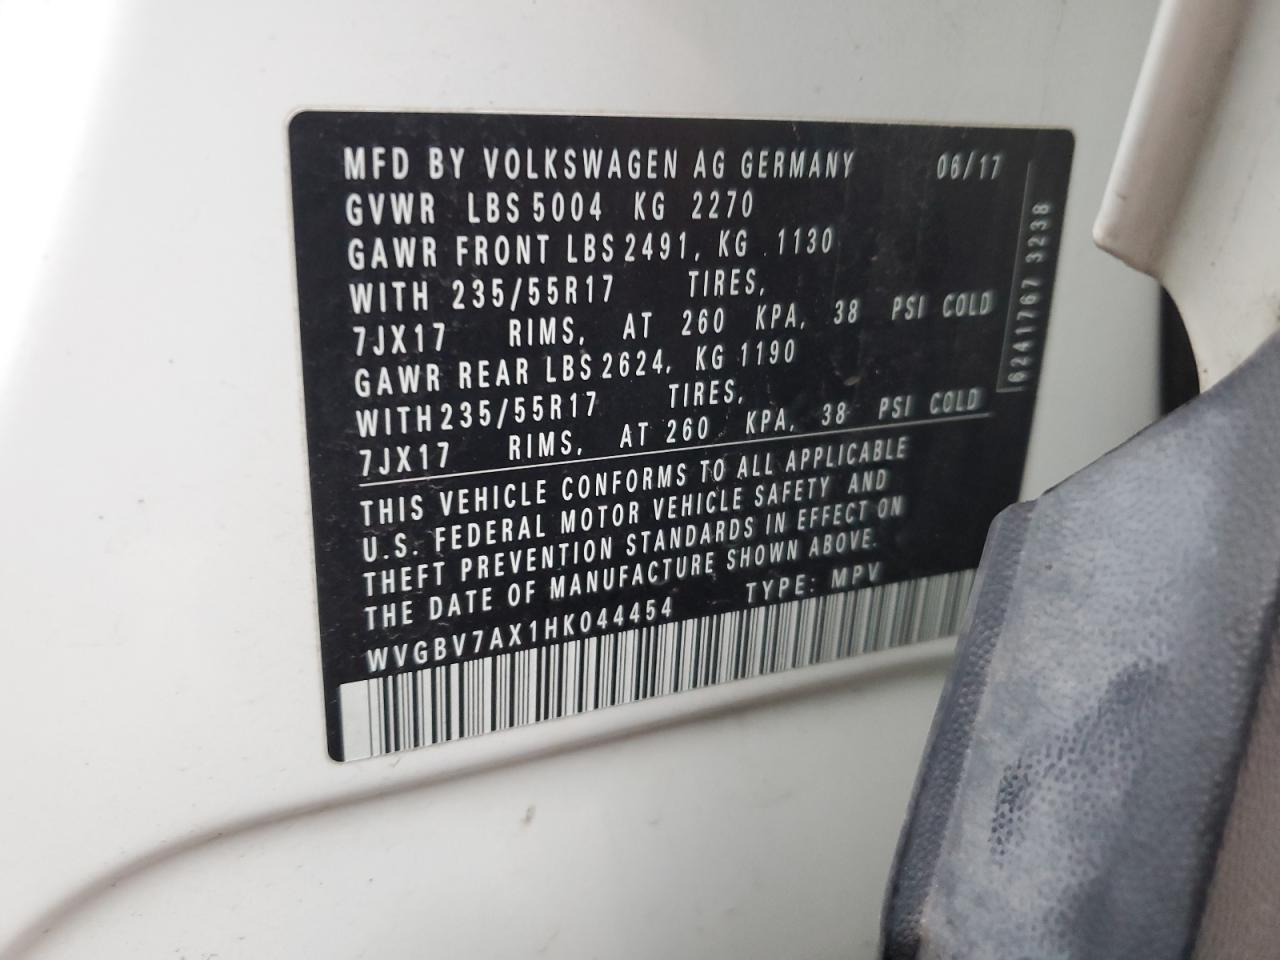 MFD BY VOLKSWAGEN AG GERMANY 06/17
GVWR LBS 5004 KG 2270
GAWR FRONT LBS 2491, KG 1130
WITH 235/55R17 TIRES,
7JX17 RIMS, AT 260 KPA, 38 PSI COLD
GAWR REAR LBS 2624, KG 1190
WITH 235/55R17 TIRES,
7JX17 RIMS, AT 260 KPA, 38 PSI COLD
THIS VEHICLE CONFORMS TO ALL APPLICABLE
U.S. FEDERAL MOTOR VEHICLE SAFETY AND
THEFT PREVENTION STANDARDS IN EFFECT ON
THE DATE OF MANUFACTURE SHOWN ABOVE.
WVGBV7AX1HK044454 TYPE: MPV
6241767 3238